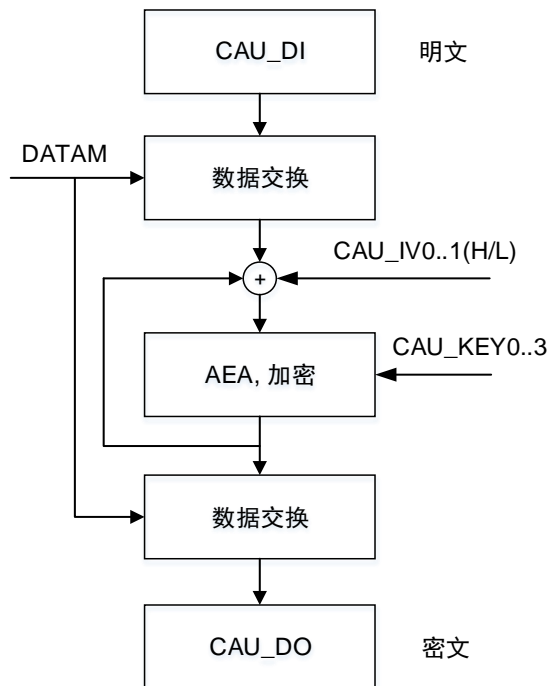 CAU_DI 明文
DATAM
数据交换
CAU_IV0..1(H/L)
+
CAU_KEY0..3
AEA, 加密
数据交换
CAU_DO 密文